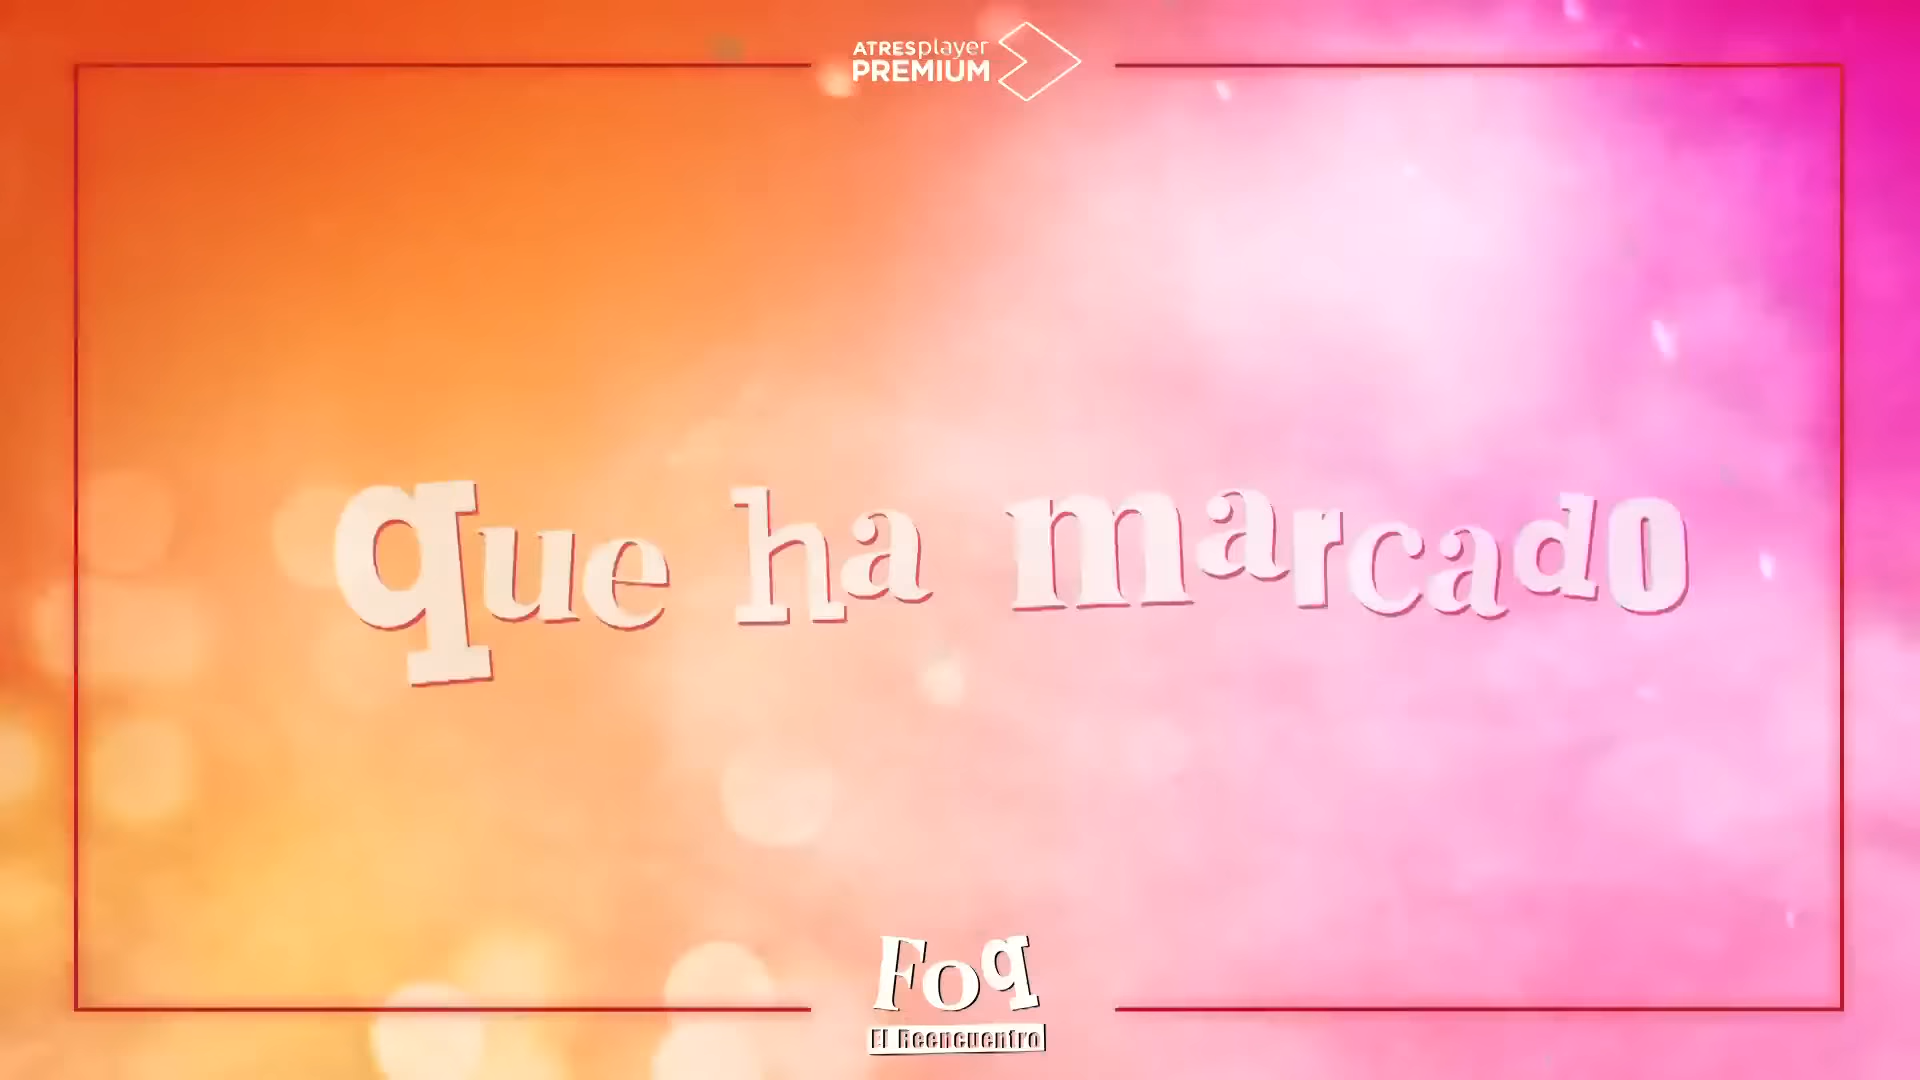 ATRESplayer
PREMIUM
que ha marcado
Foq
El Reencuentro